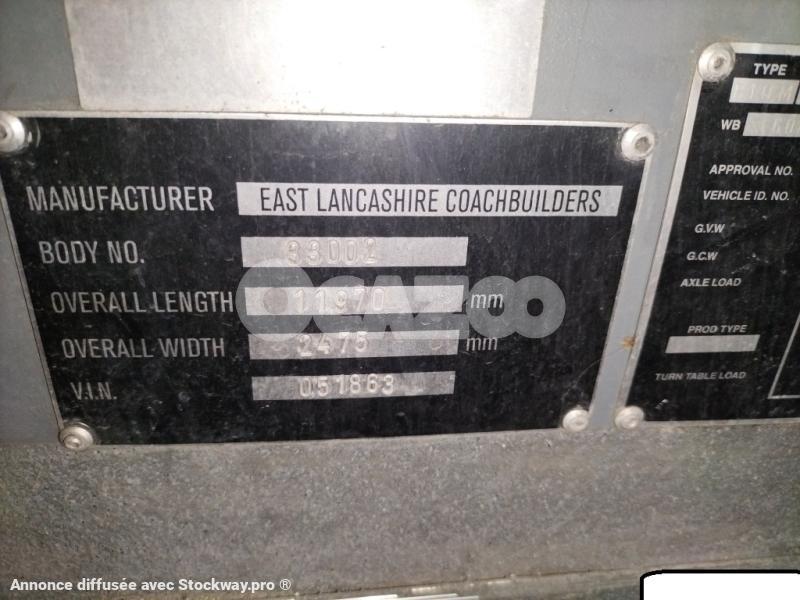 MANUFACTURER EAST LANCASHIRE COACHBUILDERS
BODY NO. 33002
OVERALL LENGTH 11970 mm
OVERALL WIDTH 2475 mm
V.I.N. 051863
TYPE
WB
APPROVAL NO.
VEHICLE ID. NO.
G.V.W
G.C.W
AXLE LOAD
PROD TYPE
TURN TABLE LOAD
OCAZOO
Annonce diffusée avec Stockway.pro ®